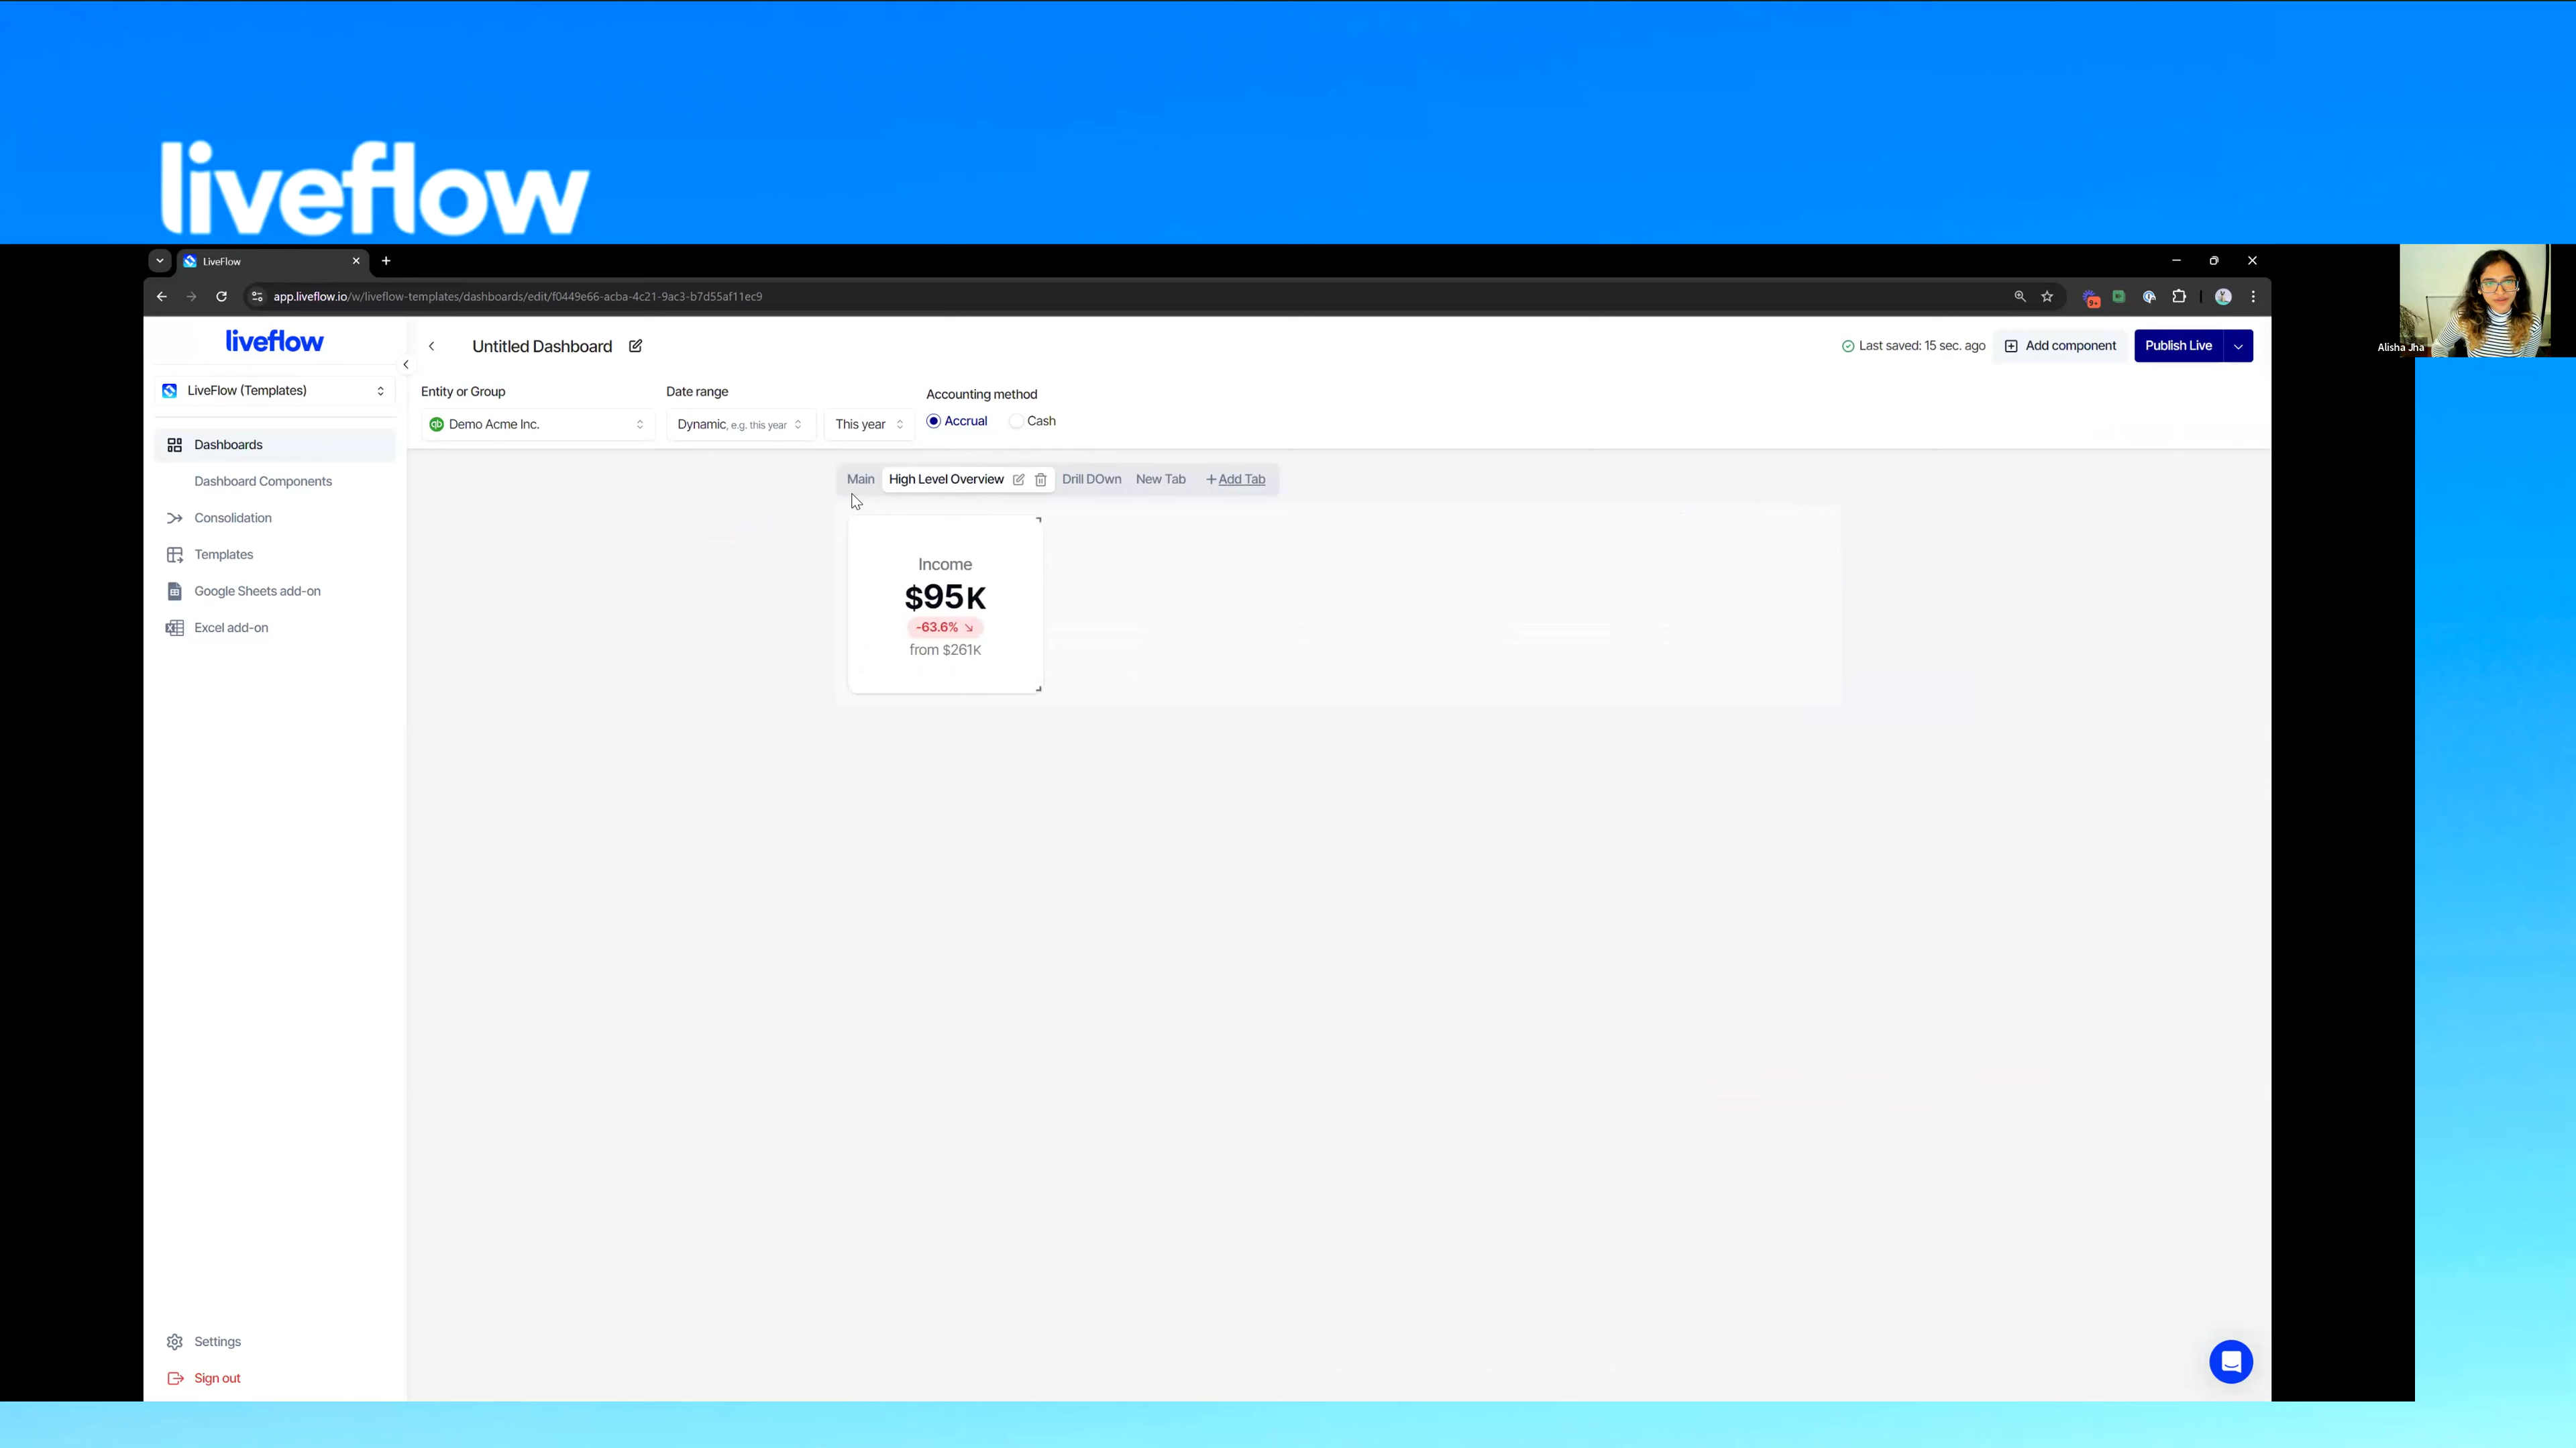 liveflow
LiveFlow
app.liveflow.io/w/liveflow-templates/dashboards/edit/f0449e66-acba-4c21-9ac3-b7d55af11ec9
9+
Alisha Jha
liveflow
Untitled Dashboard
Last saved: 15 sec. ago
Add component
Publish Live
LiveFlow (Templates)
Entity or Group
Date range
Accounting method
qb Demo Acme Inc.
Dynamic, e.g. this year
This year
Accrual
Cash
Dashboards
Dashboard Components
Consolidation
Templates
Google Sheets add-on
Excel add-on
Main
High Level Overview
Drill DOwn
New Tab
+ Add Tab
Income
$95K
-63.6%
from $261K
Settings
Sign out